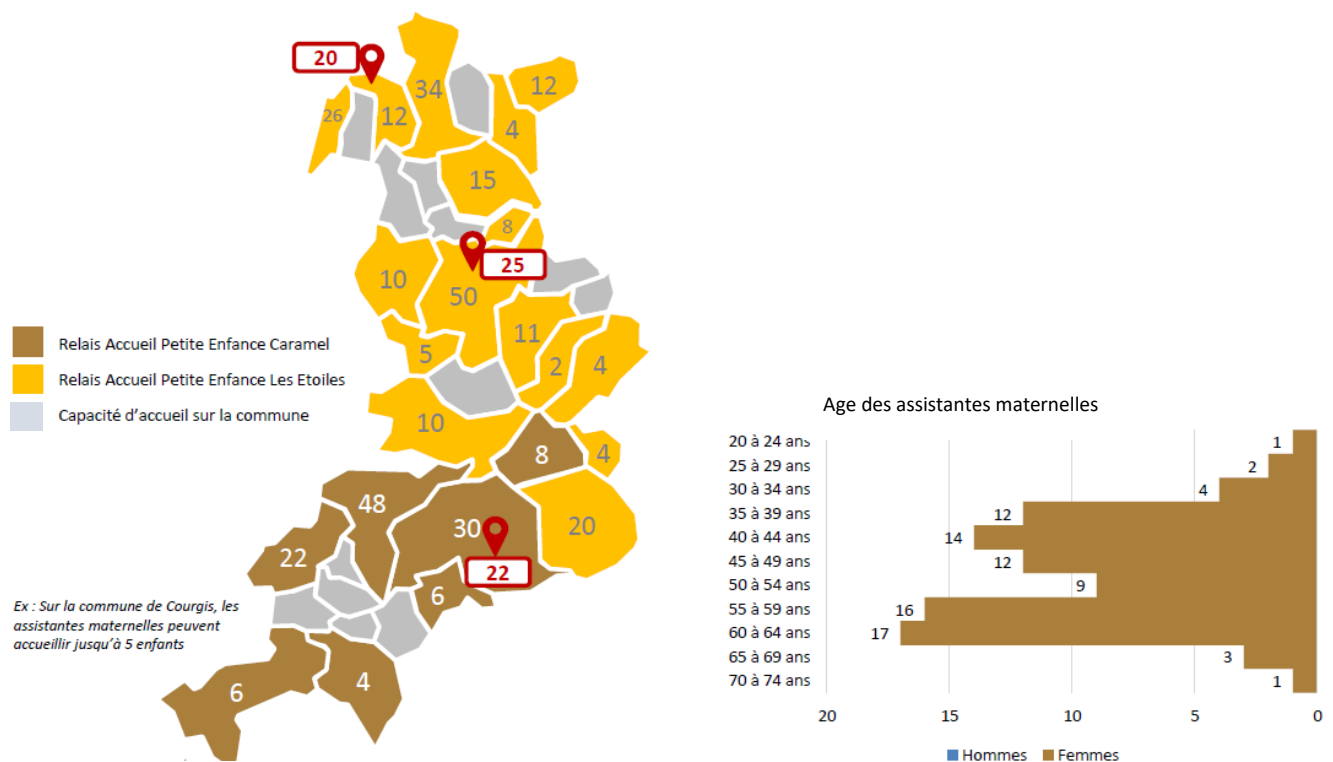 20
34
12
26
12
4
15
8
25
10
50
11
5
2
4
10
8
4
48
30
20
22
22
6
6
4
Relais Accueil Petite Enfance Caramel
Relais Accueil Petite Enfance Les Etoiles
Capacité d'accueil sur la commune
Ex : Sur la commune de Courgis, les
assistantes maternelles peuvent
accueillir jusqu'à 5 enfants
Age des assistantes maternelles
20 à 24 ans 1
25 à 29 ans 2
30 à 34 ans 4
35 à 39 ans 12
40 à 44 ans 14
45 à 49 ans 12
50 à 54 ans 9
55 à 59 ans 16
60 à 64 ans 17
65 à 69 ans 3
70 à 74 ans 1
20 15 10 5 0
Hommes Femmes